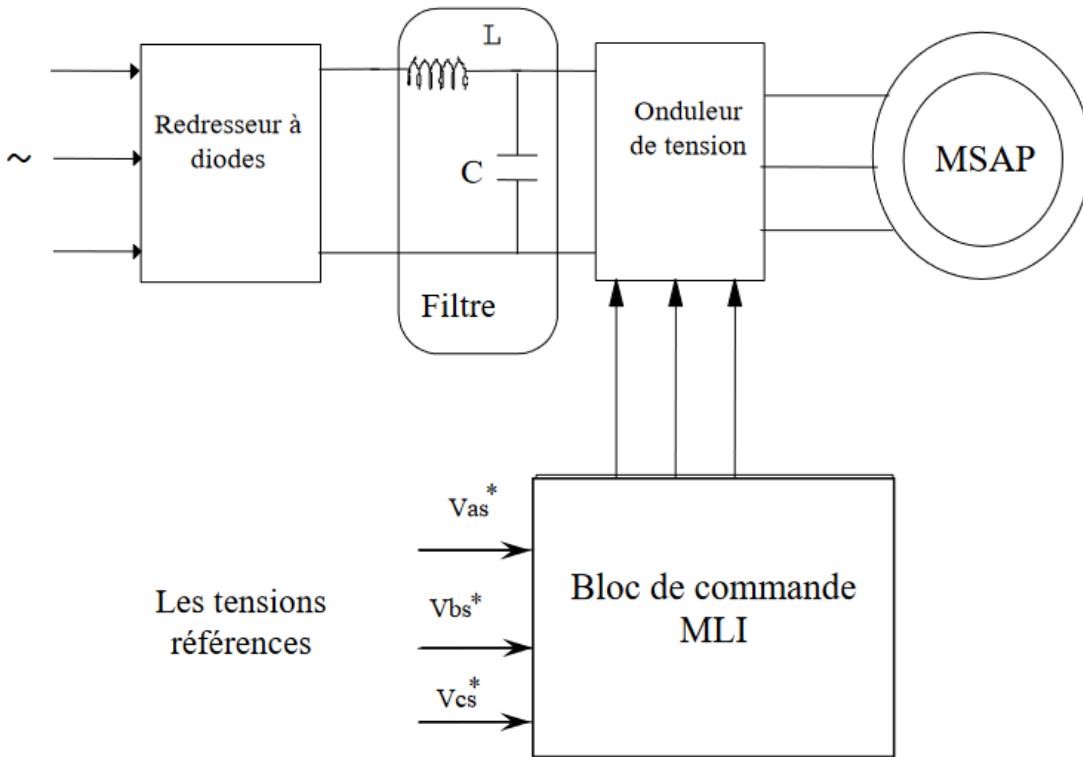 L
Redresseur à
diodes
Onduleur
de tension
MSAP
~
C
Filtre
Vas*
Les tensions
références
Vbs*
Vcs*
Bloc de commande
MLI